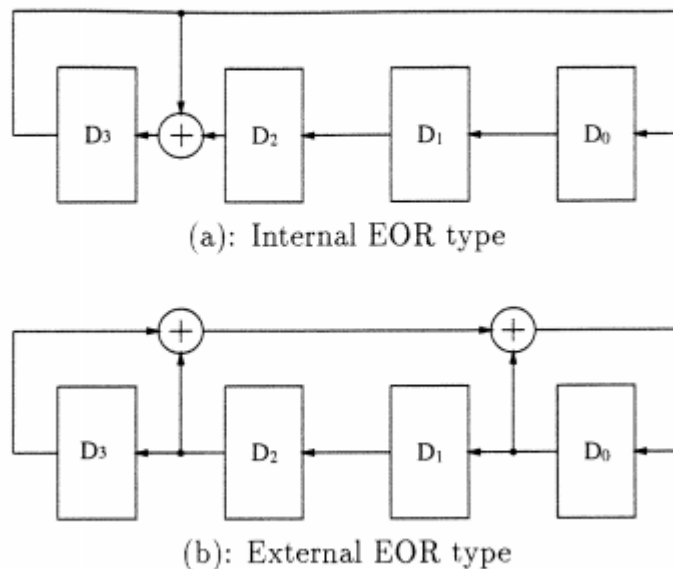 D3 + D2 D1 D0
(a): Internal EOR type
+ +
D3 D2 D1 D0
(b): External EOR type